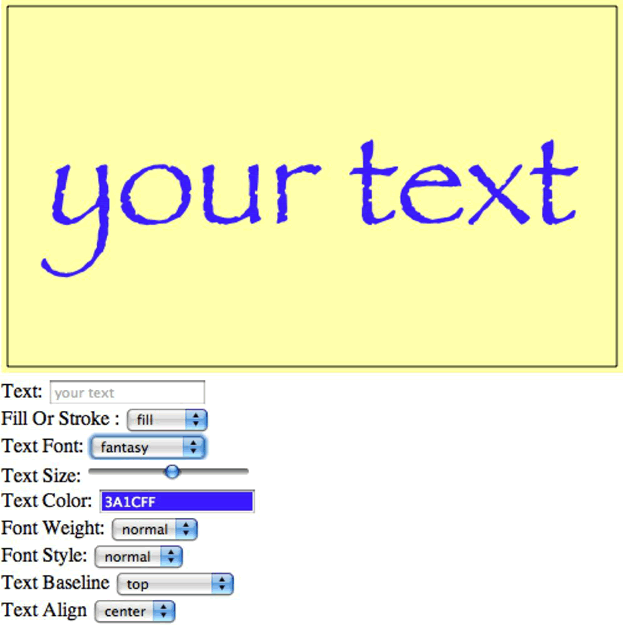 your text
Text: your text
Fill Or Stroke : fill
Text Font: fantasy
Text Size:
Text Color: 3A1CFF
Font Weight: normal
Font Style: normal
Text Baseline top
Text Align center